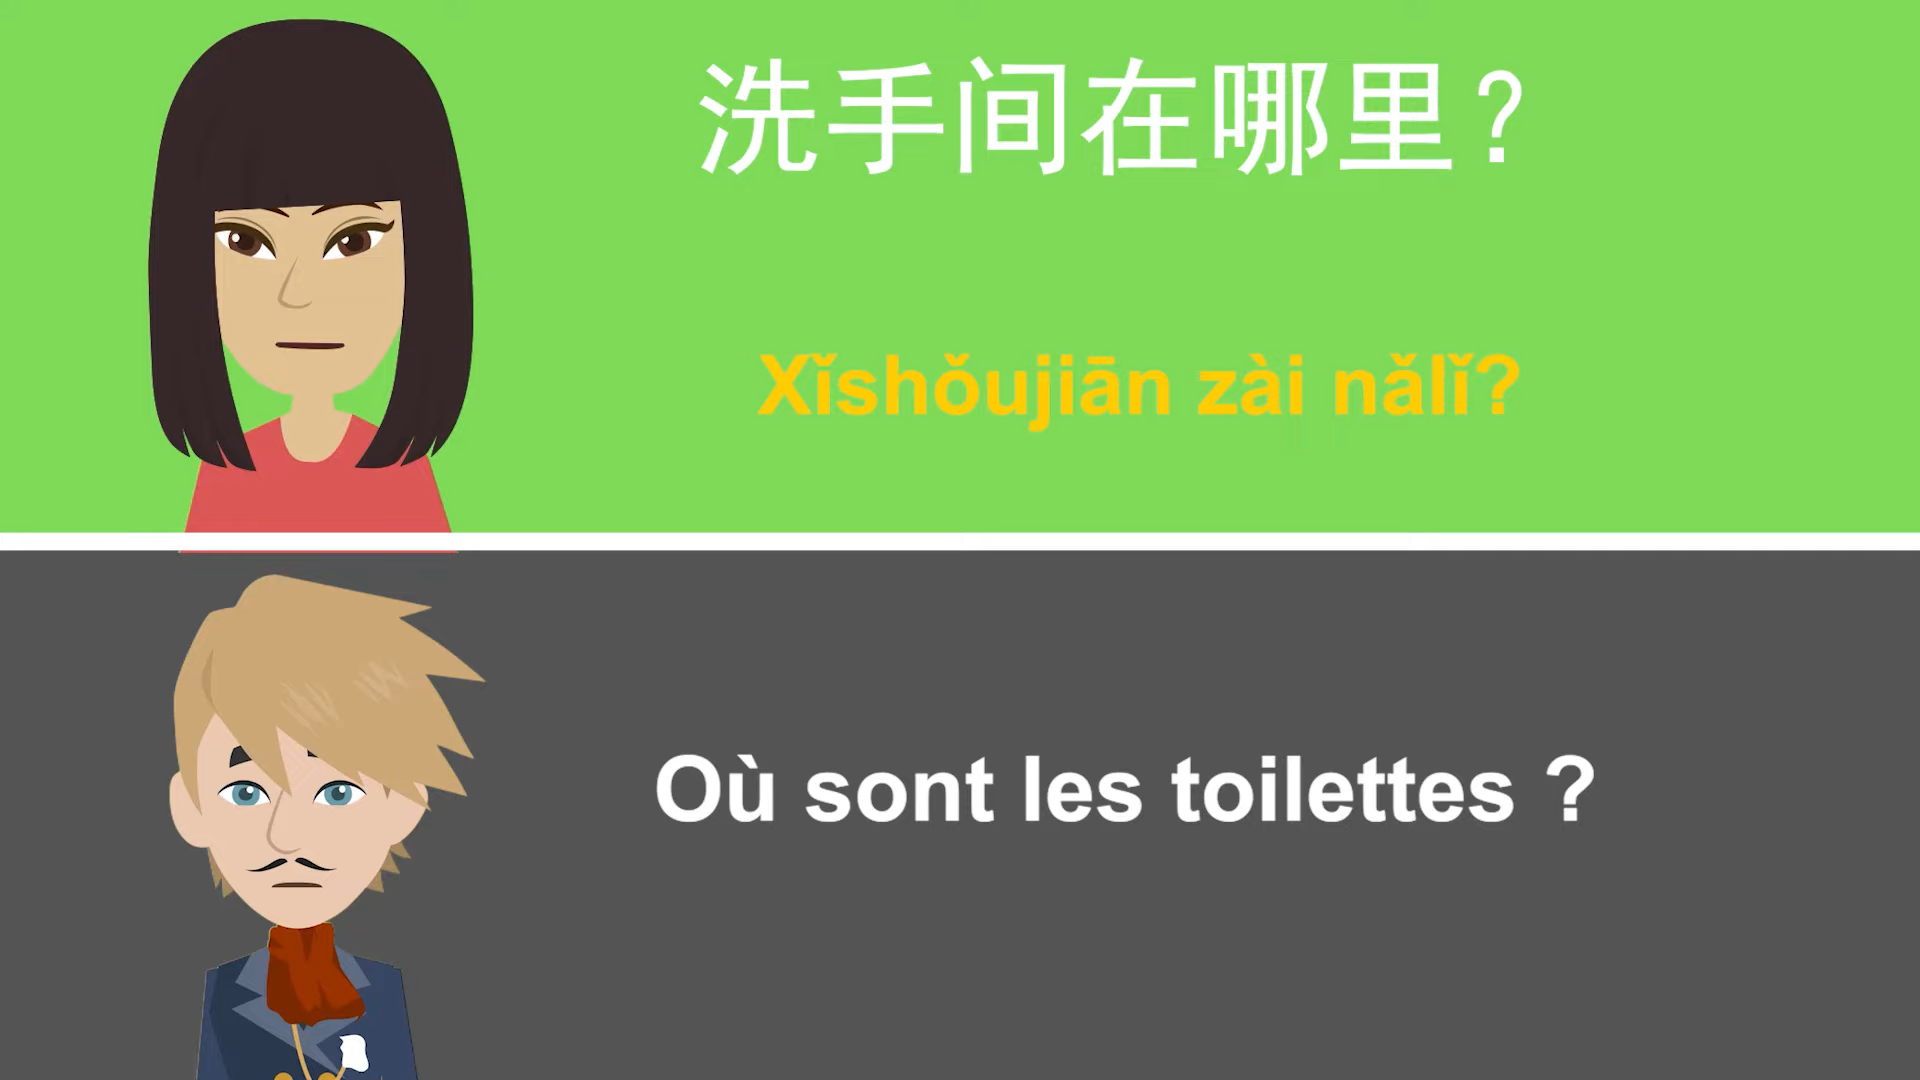 洗手间在哪里？
Xǐshǒujiān zài nǎlǐ?
Où sont les toilettes ?